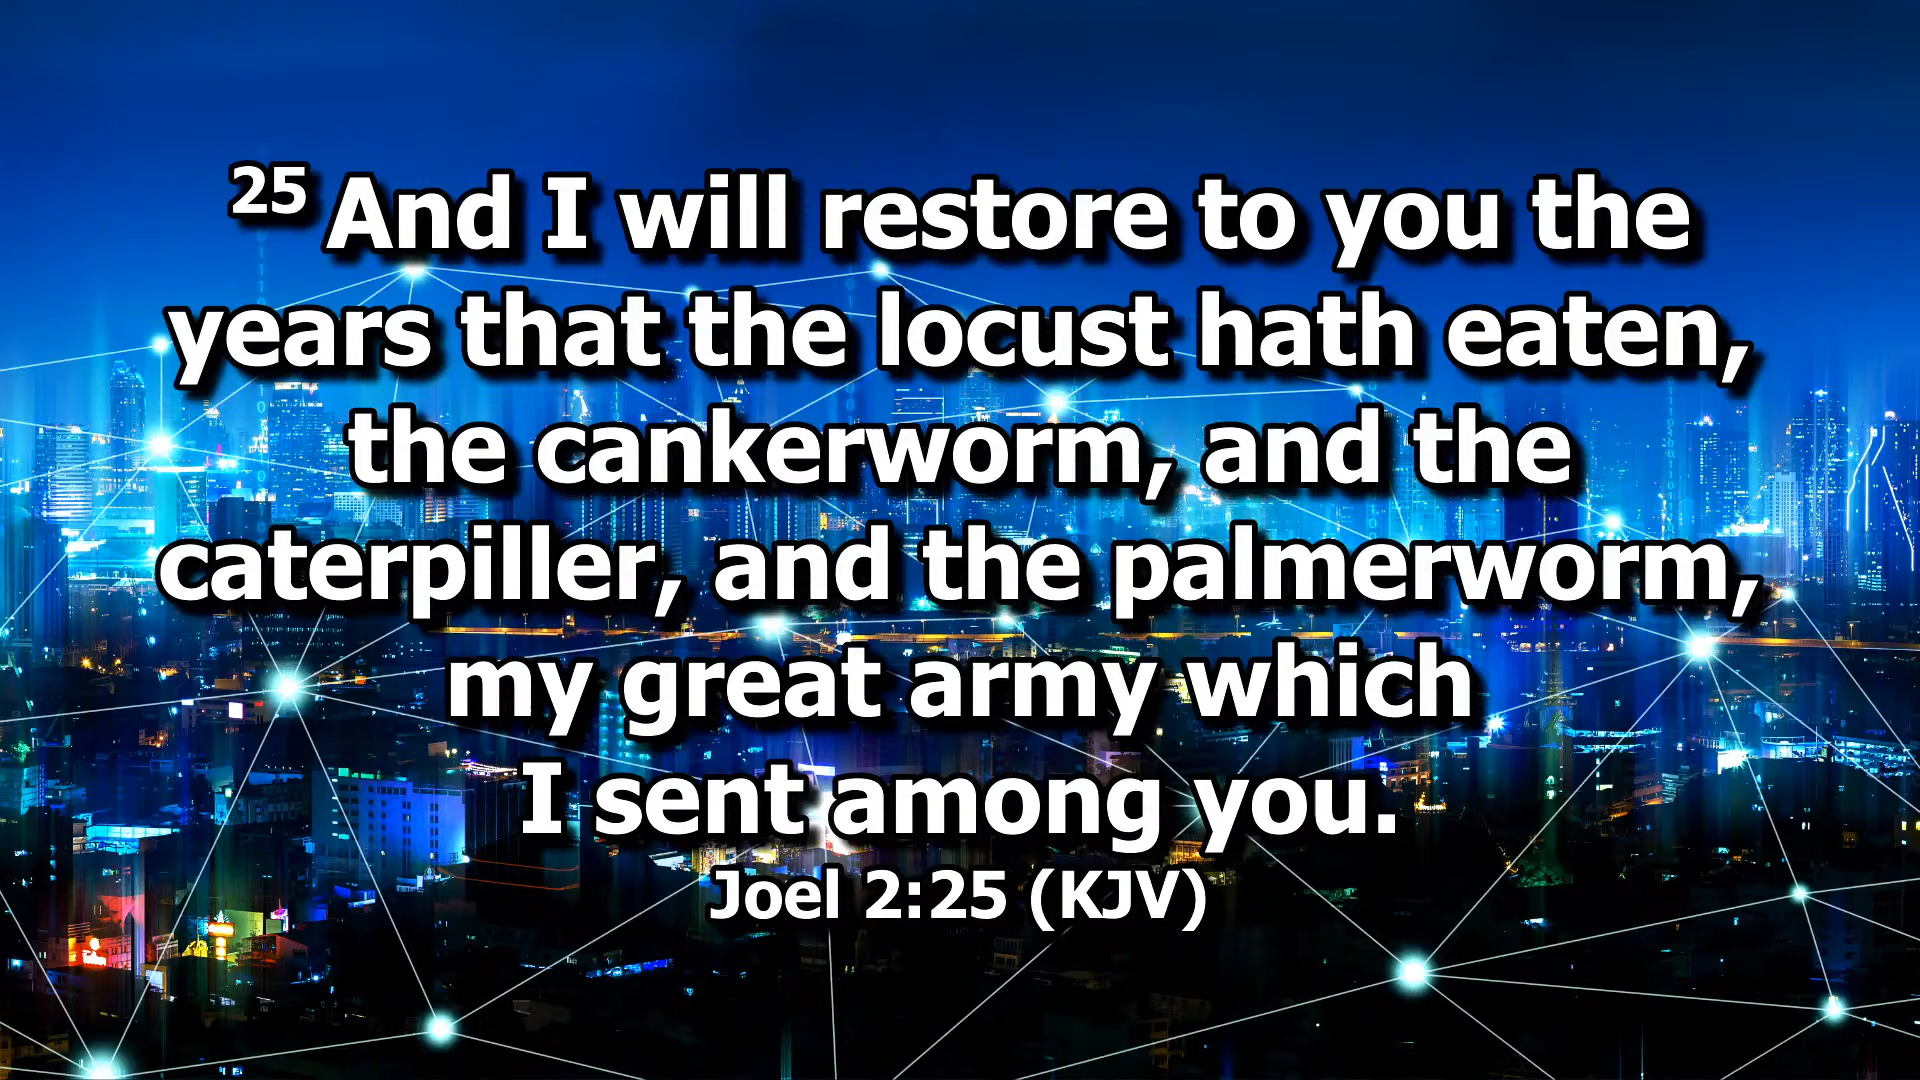 25 And I will restore to you the
years that the locust hath eaten,
the cankerworm, and the
caterpiller, and the palmerworm,
my great army which
I sent among you.
Joel 2:25 (KJV)